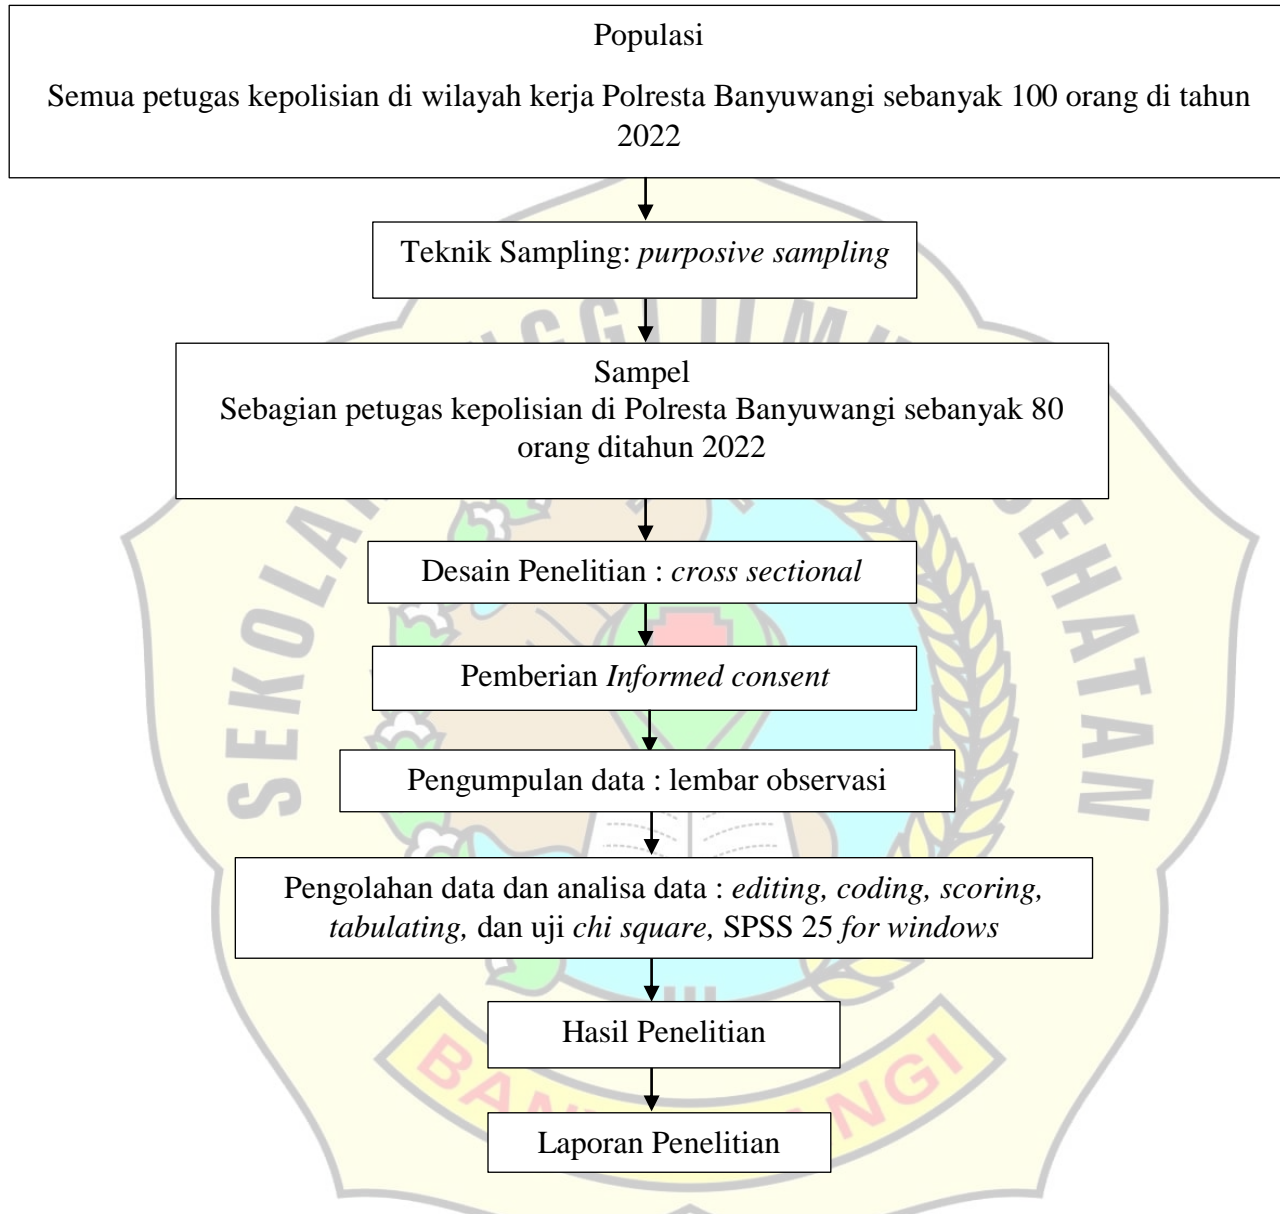 Populasi
Semua petugas kepolisian di wilayah kerja Polresta Banyuwangi sebanyak 100 orang di tahun
2022
Teknik Sampling: purposive sampling
Sampel
Sebagian petugas kepolisian di Polresta Banyuwangi sebanyak 80
orang ditahun 2022
Desain Penelitian : cross sectional
Pemberian Informed consent
Pengumpulan data : lembar observasi
Pengolahan data dan analisa data : editing, coding, scoring,
tabulating, dan uji chi square, SPSS 25 for windows
Hasil Penelitian
Laporan Penelitian